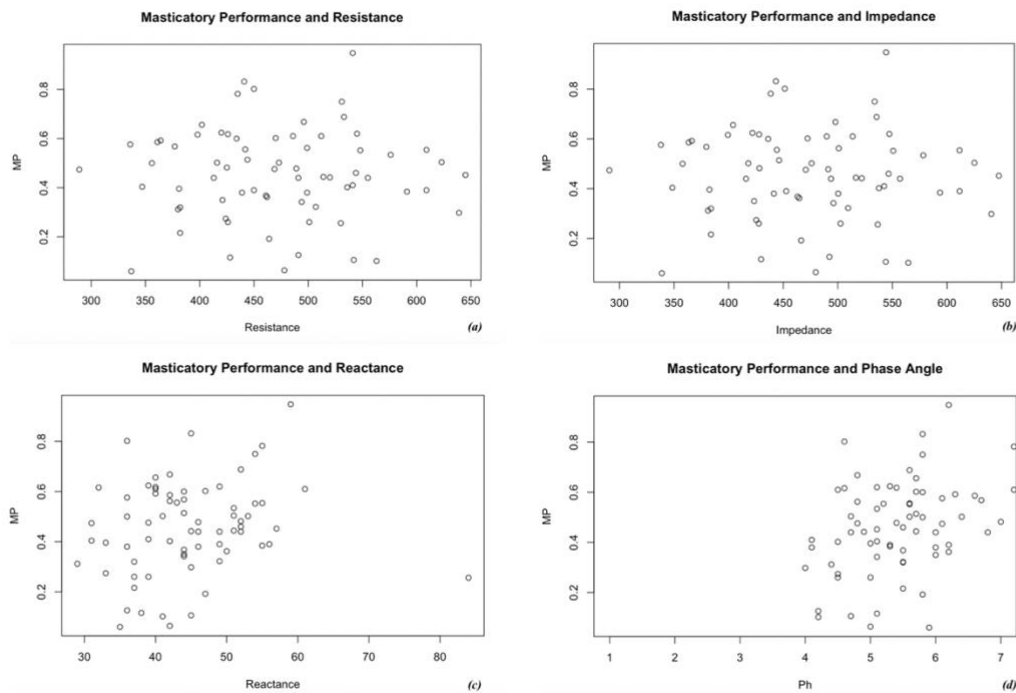 Masticatory Performance and Resistance
MP
0.2 0.4 0.6 0.8
300 350 400 450 500 550 600 650
Resistance
(a)
Masticatory Performance and Impedance
MP
0.2 0.4 0.6 0.8
300 350 400 450 500 550 600 650
Impedance
(b)
Masticatory Performance and Reactance
MP
0.2 0.4 0.6 0.8
30 40 50 60 70 80
Reactance
(c)
Masticatory Performance and Phase Angle
MP
0.2 0.4 0.6 0.8
1 2 3 4 5 6 7
Ph
(d)